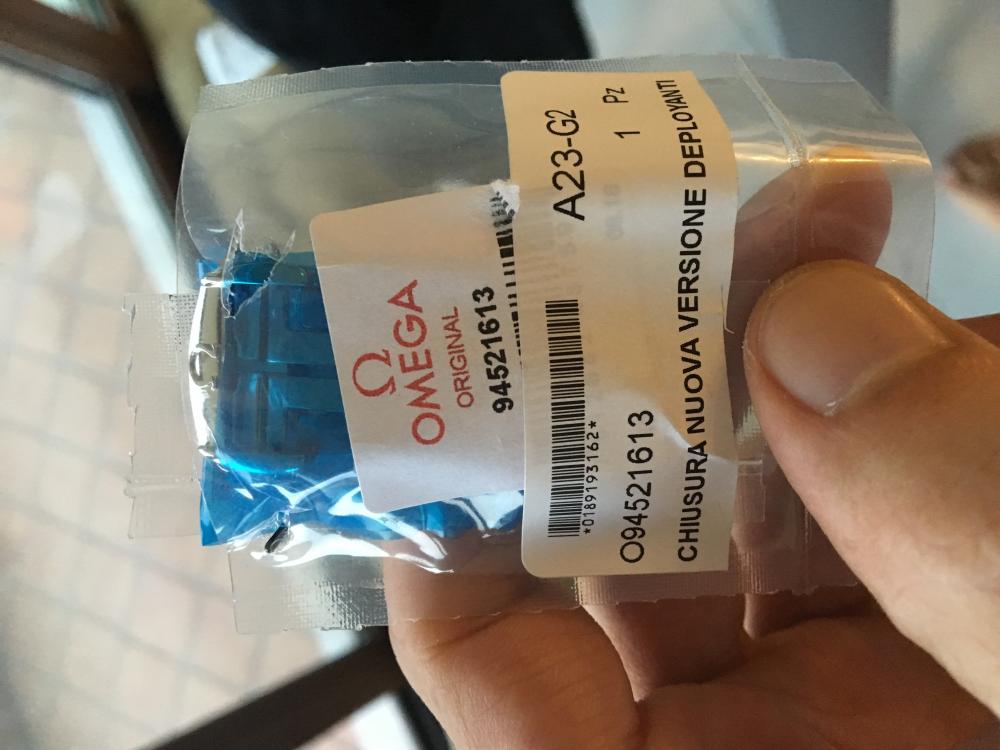 Ω
OMEGA
ORIGINAL
94521613
A23-G2
1 Pz
*0189193162*
O94521613
CHIUSURA NUOVA VERSIONE DEPLOYANTI